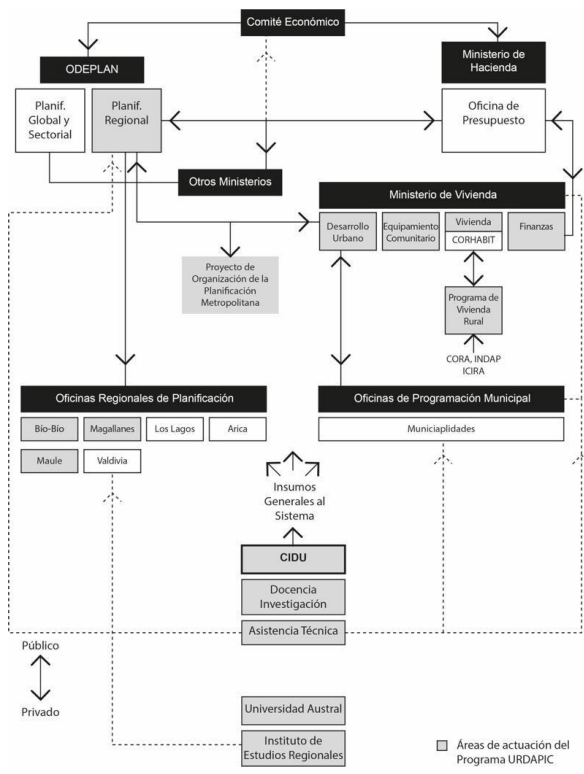 Comité Económico
ODEPLAN
Ministerio de
Hacienda
Planif.
Global y
Sectorial
Planif.
Regional
Oficina de
Presupuesto
Otros Ministerios
Ministerio de Vivienda
Desarrollo
Urbano
Equipamiento
Comunitario
Vivienda
CORHABIT
Finanzas
Proyecto de
Organización de la
Planificación
Metropolitana
Programa de
Vivienda
Rural
CORA, INDAP
ICIRA
Oficinas Regionales de Planificación
Oficinas de Programación Municipal
Bío-Bío
Magallanes
Los Lagos
Arica
Municiaplidades
Maule
Valdivia
Insumos
Generales al
Sistema
CIDU
Docencia
Investigación
Asistencia Técnica
Público
Privado
Universidad Austral
Instituto de
Estudios Regionales
Áreas de actuación del
Programa URDAPIC